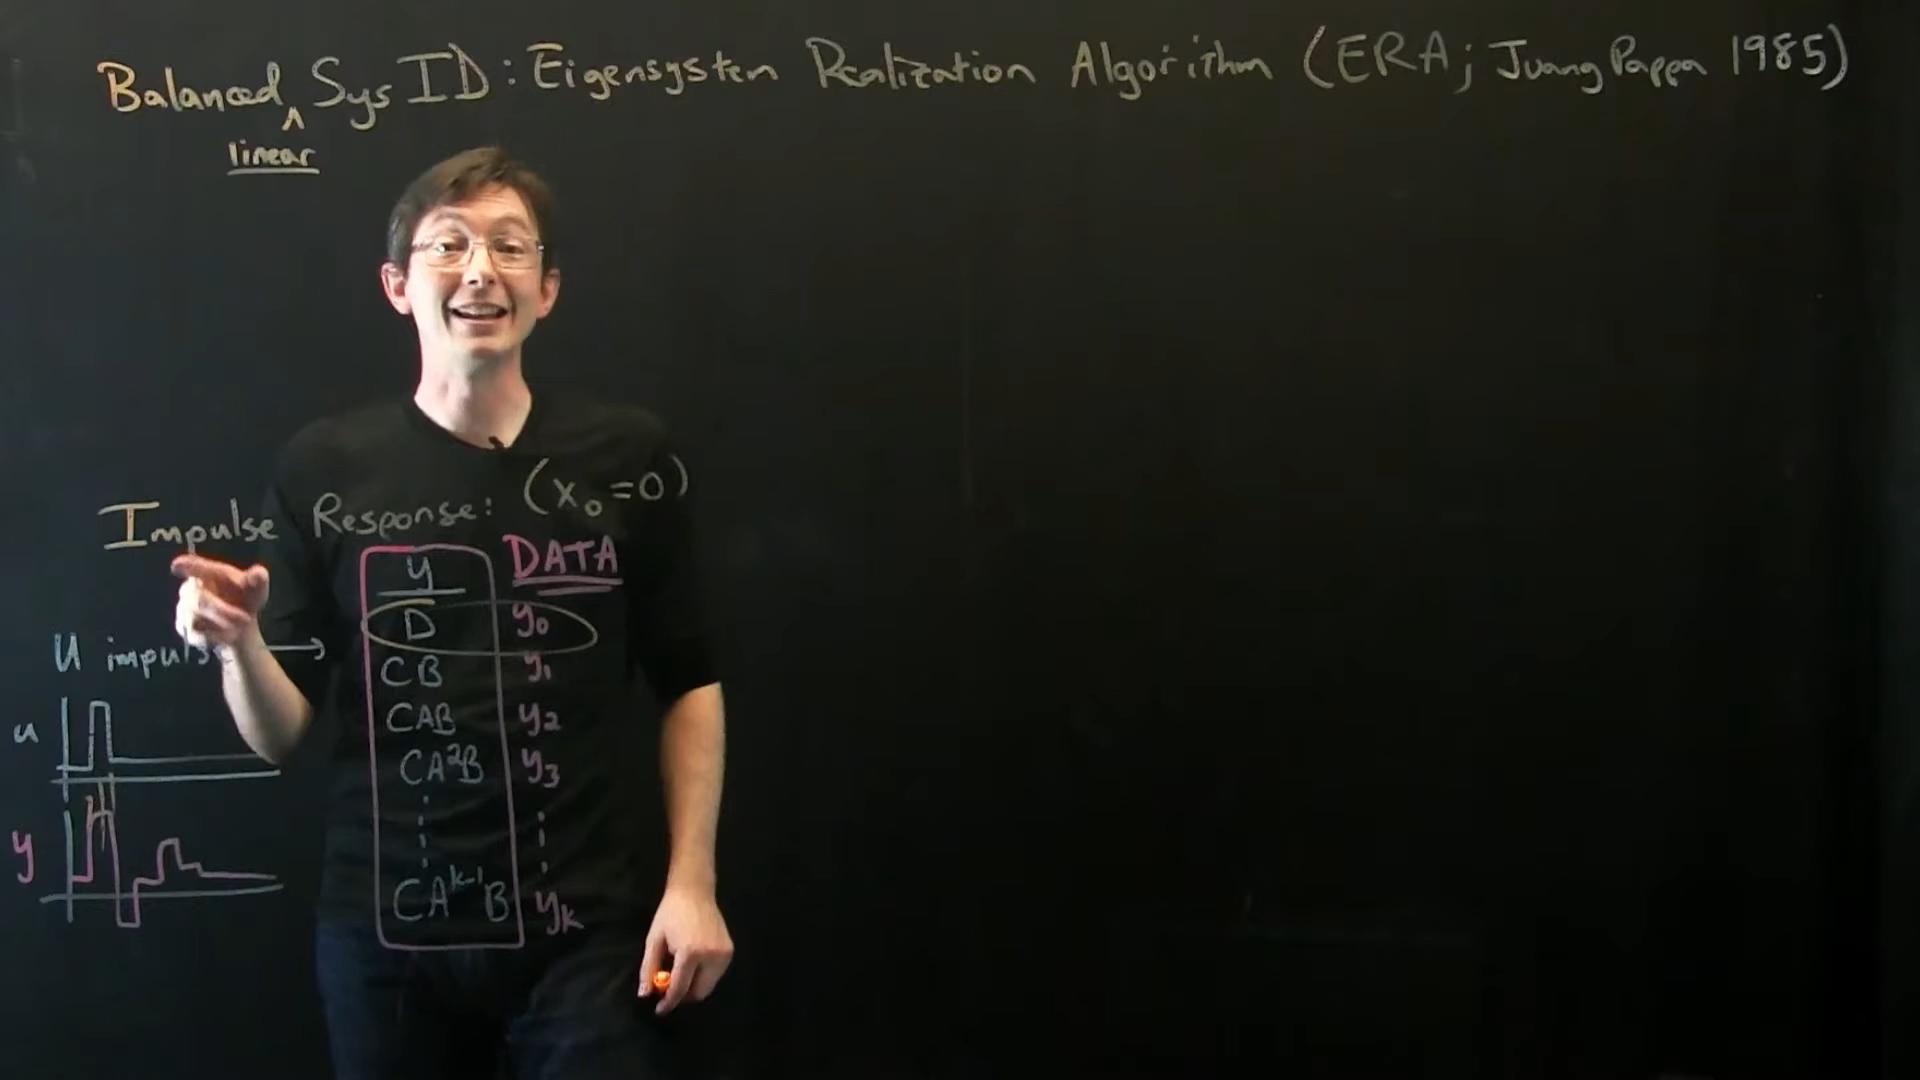 Balanced ^ Sys ID: Eigensystem Realization Algorithm (ERA; Juang Pappa 1985)
linear
Impulse Response: (x₀=0)
y DATA
D y₀
U impulse →
CB y₁
CAB y₂
u
CA²B y₃
y
CAᵏ⁻¹B yₖ